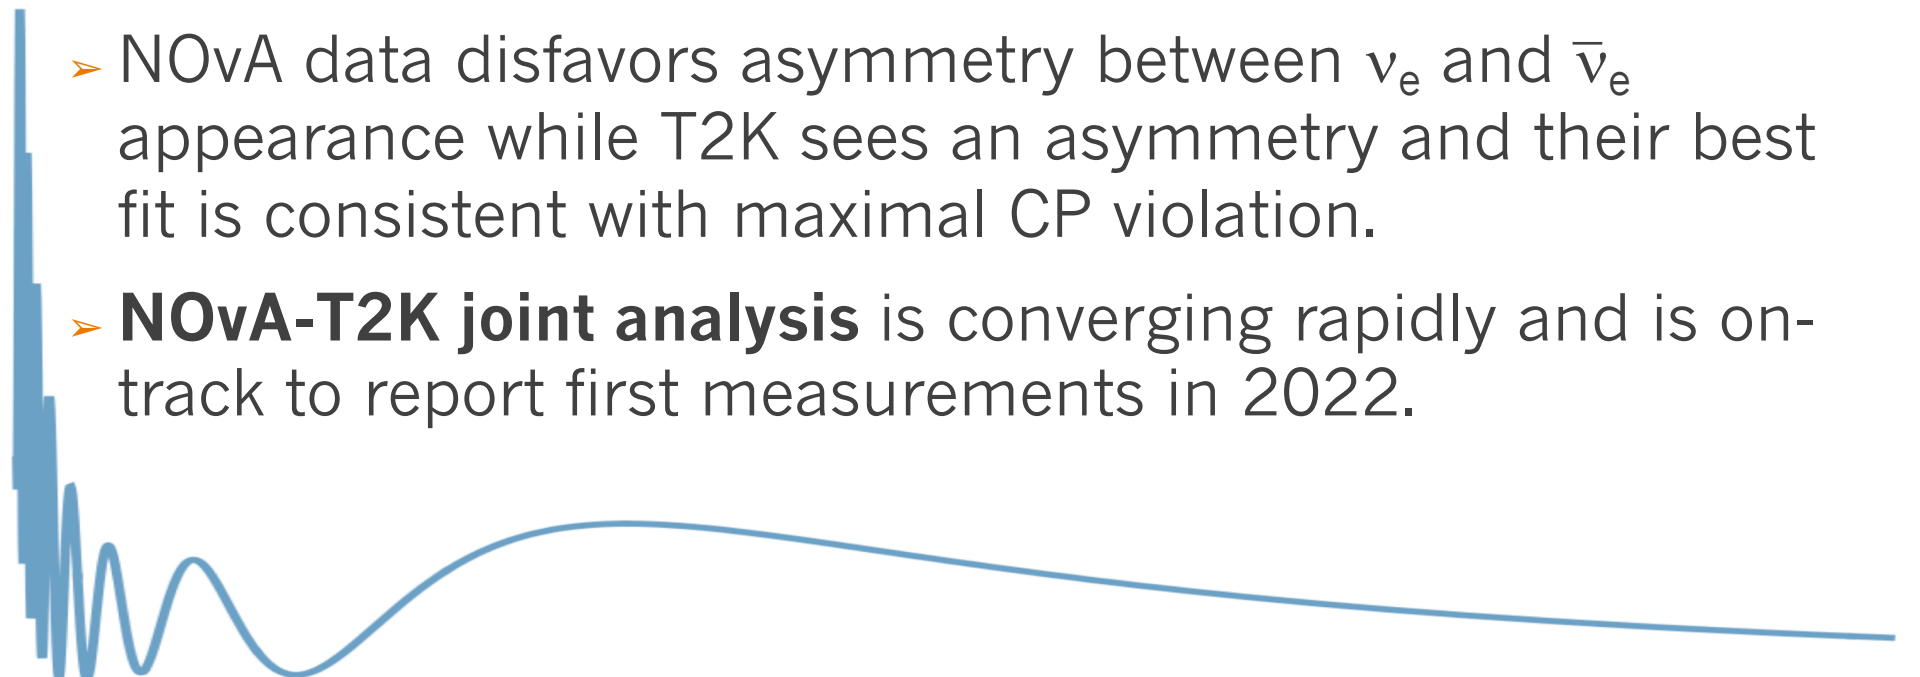 ➢ NOvA data disfavors asymmetry between νₑ and ν̅ₑ
appearance while T2K sees an asymmetry and their best
fit is consistent with maximal CP violation.
➢ NOvA-T2K joint analysis is converging rapidly and is on-
track to report first measurements in 2022.